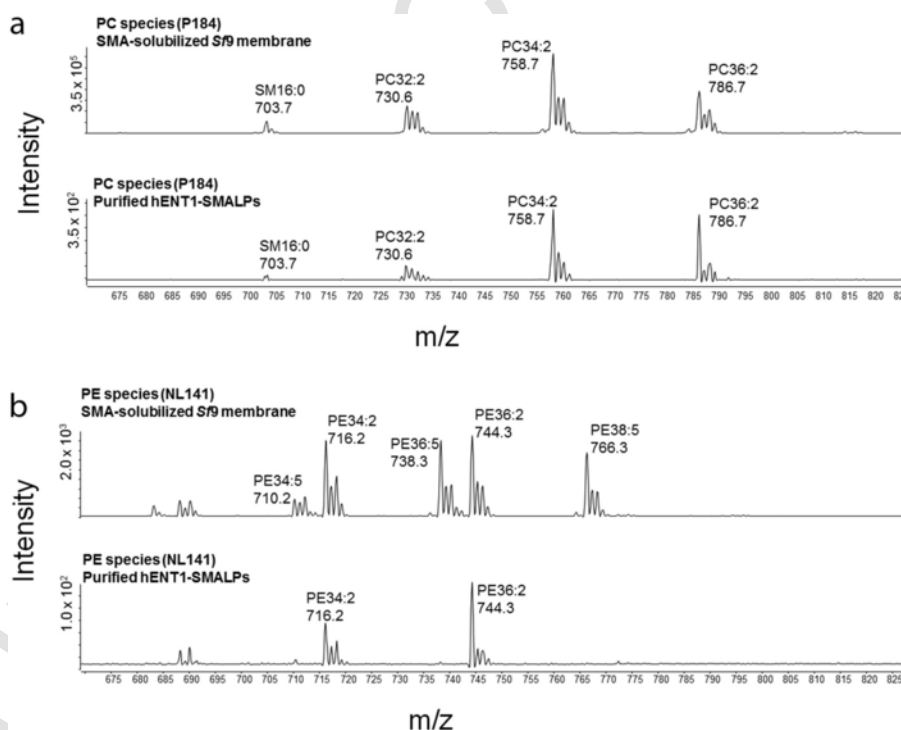 a
PC species (P184)
SMA-solubilized Sf9 membrane
3.5 x 10⁵
SM16:0
703.7
PC32:2
730.6
PC34:2
758.7
PC36:2
786.7
Intensity
PC species (P184)
Purified hENT1-SMALPs
3.5 x 10²
SM16:0
703.7
PC32:2
730.6
PC34:2
758.7
PC36:2
786.7
675 680 685 690 695 700 705 710 715 720 725 730 735 740 745 750 755 760 765 770 775 780 785 790 795 800 805 810 815 820 825
m/z
b
PE species (NL141)
SMA-solubilized Sf9 membrane
2.0 x 10³
PE34:5
710.2
PE34:2
716.2
PE36:5
738.3
PE36:2
744.3
PE38:5
766.3
Intensity
PE species (NL141)
Purified hENT1-SMALPs
1.0 x 10²
PE34:2
716.2
PE36:2
744.3
675 680 685 690 695 700 705 710 715 720 725 730 735 740 745 750 755 760 765 770 775 780 785 790 795 800 805 810 815 820 825
m/z